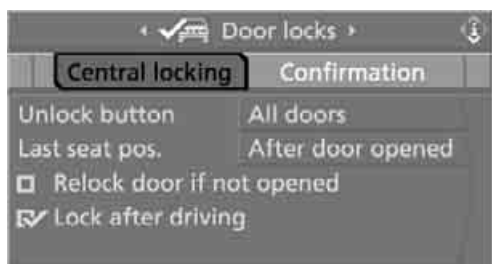 Door locks
Central locking Confirmation
Unlock button All doors
Last seat pos. After door opened
Relock door if not opened
Lock after driving